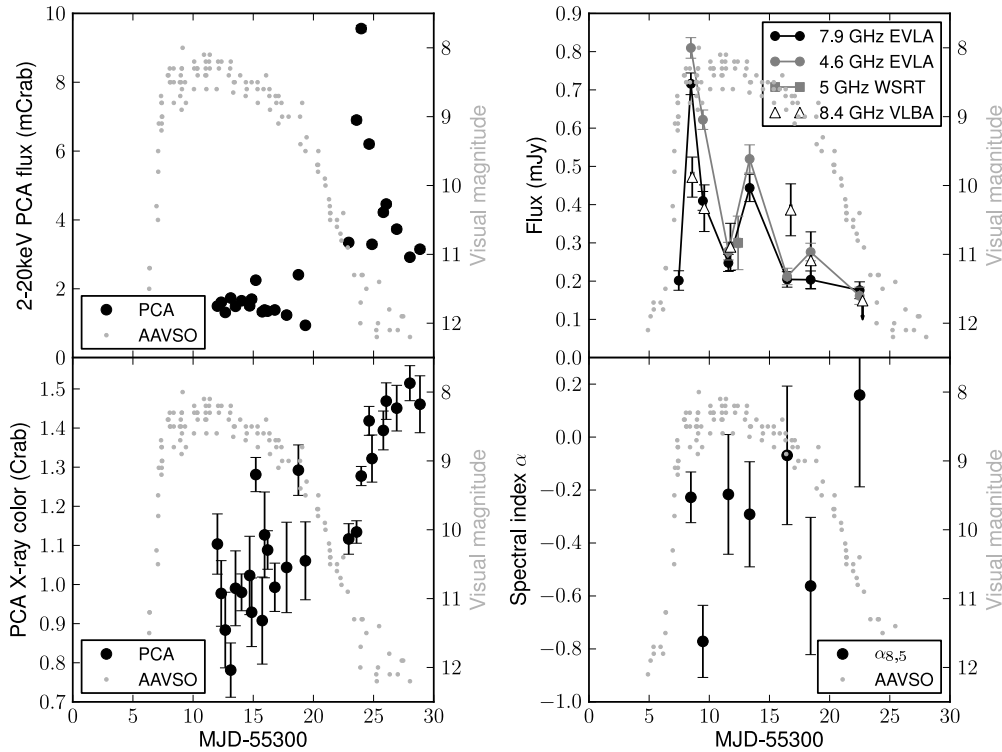 10
8
6
4
2
0
2-20keV PCA flux (mCrab)
8
9
10
11
12
Visual magnitude
PCA
AAVSO
0.9
0.8
0.7
0.6
0.5
0.4
0.3
0.2
0.1
0.0
Flux (mJy)
8
9
10
11
12
Visual magnitude
7.9 GHz EVLA
4.6 GHz EVLA
5 GHz WSRT
8.4 GHz VLBA
1.5
1.4
1.3
1.2
1.1
1.0
0.9
0.8
0.7
PCA X-ray color (Crab)
8
9
10
11
12
Visual magnitude
PCA
AAVSO
0 5 10 15 20 25 30
MJD-55300
0.2
0.0
−0.2
−0.4
−0.6
−0.8
−1.0
Spectral index α
8
9
10
11
12
Visual magnitude
α8,5
AAVSO
0 5 10 15 20 25 30
MJD-55300